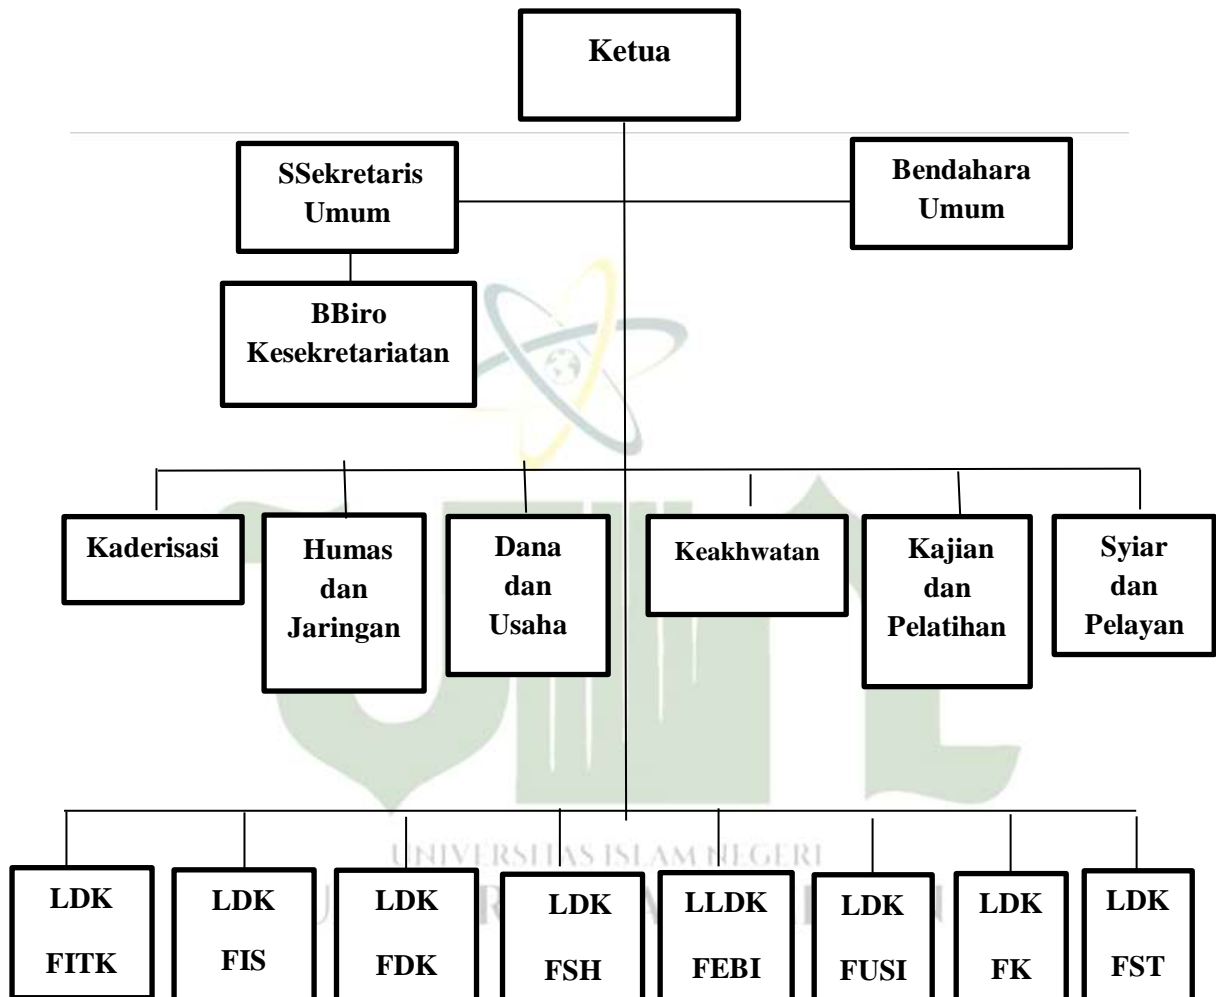 Ketua
SSekretaris
Umum
Bendahara
Umum
BBiro
Kesekretariatan
Kaderisasi
Humas
dan
Jaringan
Dana
dan
Usaha
Keakhwatan
Kajian
dan
Pelatihan
Syiar
dan
Pelayan
UNIVERSITAS ISLAM NEGERI
LDK
FITK
LDK
FIS
LDK
FDK
LDK
FSH
LLDK
FEBI
LDK
FUSI
LDK
FK
LDK
FST